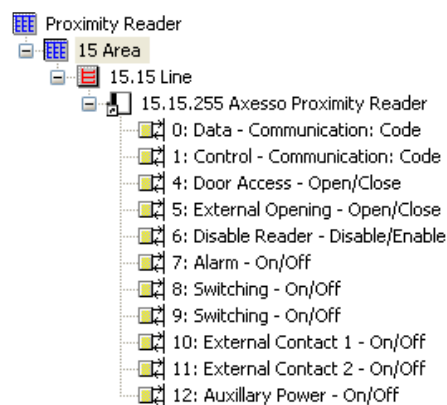 Proximity Reader
15 Area
15.15 Line
15.15.255 Axesso Proximity Reader
0: Data - Communication: Code
1: Control - Communication: Code
4: Door Access - Open/Close
5: External Opening - Open/Close
6: Disable Reader - Disable/Enable
7: Alarm - On/Off
8: Switching - On/Off
9: Switching - On/Off
10: External Contact 1 - On/Off
11: External Contact 2 - On/Off
12: Auxillary Power - On/Off